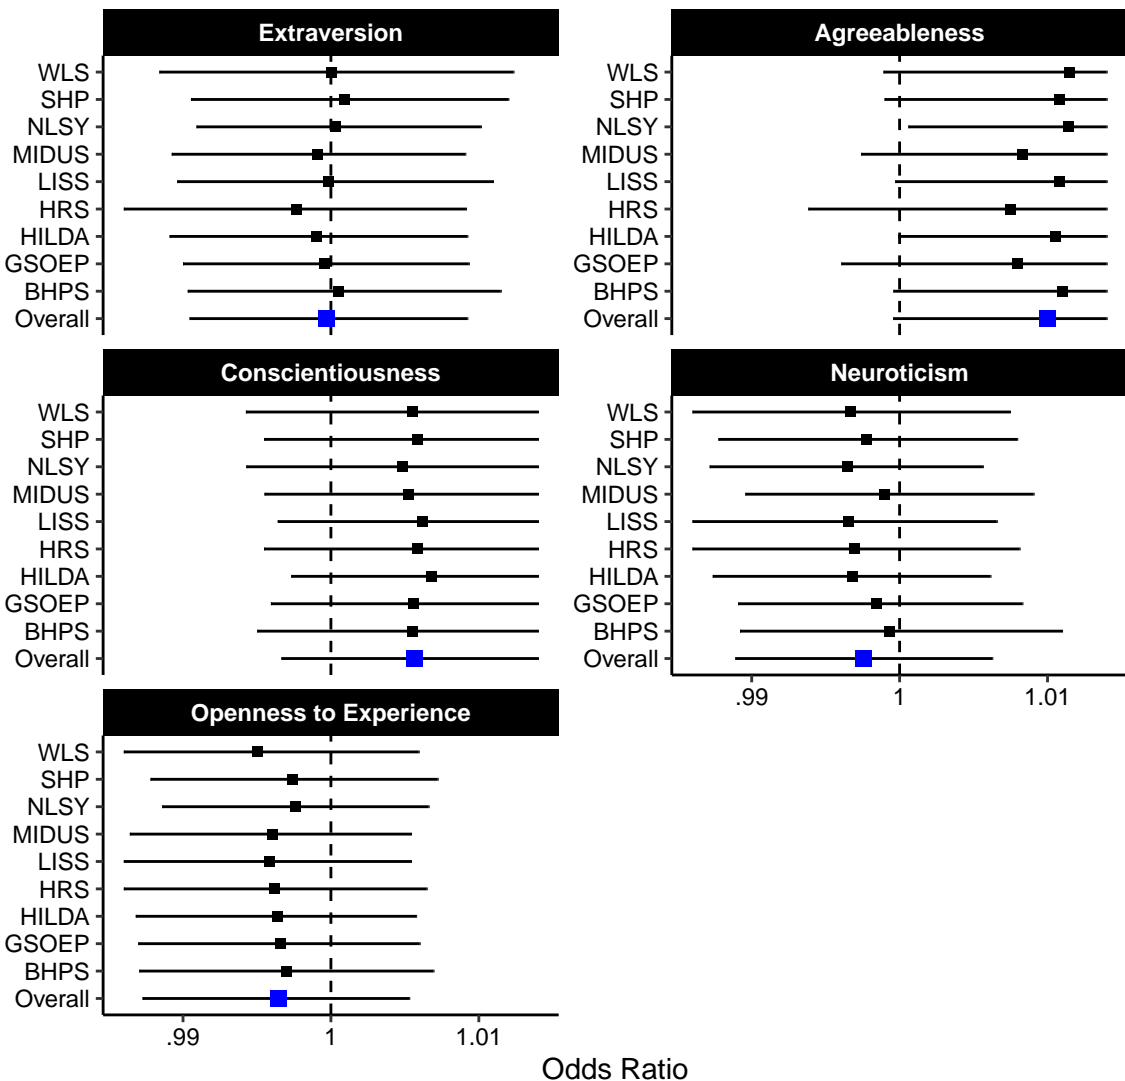 Extraversion
WLS
SHP
NLSY
MIDUS
LISS
HRS
HILDA
GSOEP
BHPS
Overall
Agreeableness
WLS
SHP
NLSY
MIDUS
LISS
HRS
HILDA
GSOEP
BHPS
Overall
Conscientiousness
WLS
SHP
NLSY
MIDUS
LISS
HRS
HILDA
GSOEP
BHPS
Overall
Neuroticism
WLS
SHP
NLSY
MIDUS
LISS
HRS
HILDA
GSOEP
BHPS
Overall
.99 1 1.01
Openness to Experience
WLS
SHP
NLSY
MIDUS
LISS
HRS
HILDA
GSOEP
BHPS
Overall
.99 1 1.01
Odds Ratio